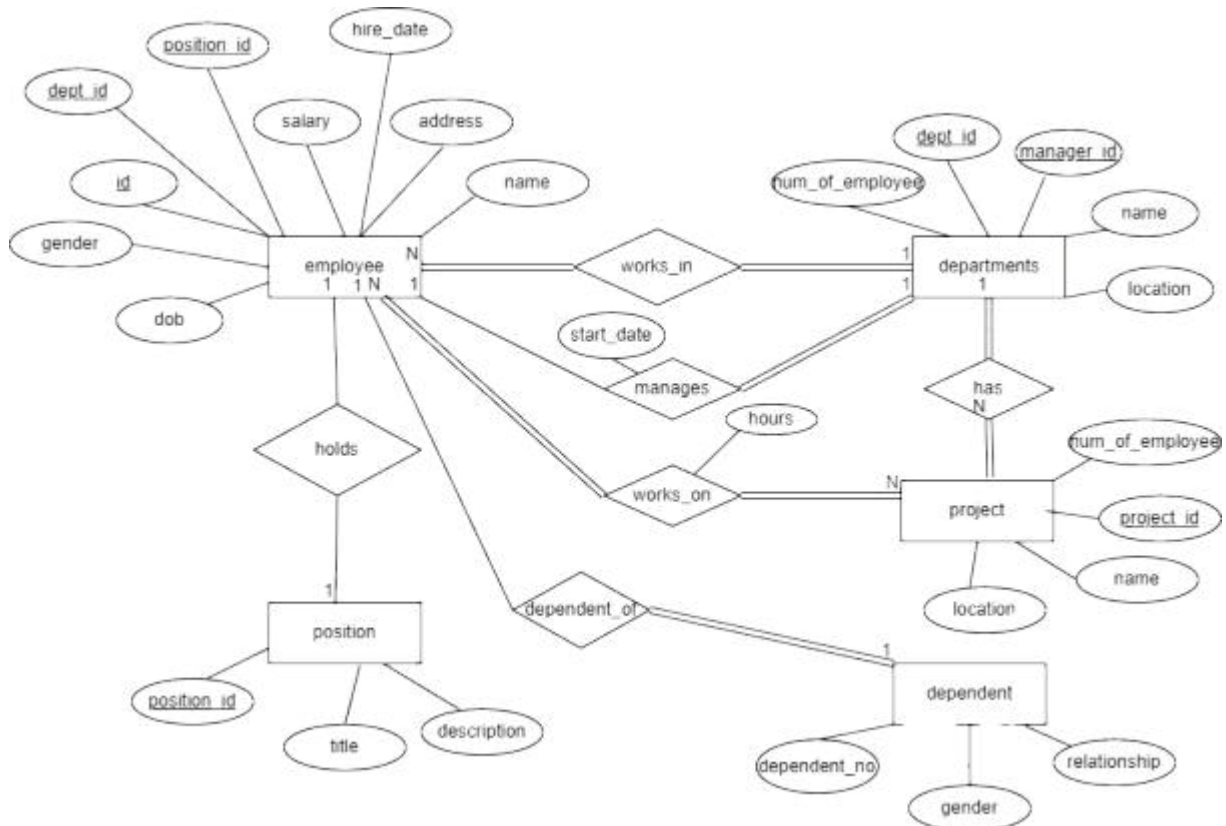 hire_date
position_id
dept_id
salary
address
id
name
gender
dob
employee
N
1
1
1
N
works_in
1
dept_id
manager_id
num_of_employee
name
location
departments
1
1
start_date
manages
has
N
hours
holds
works_on
N
num_of_employee
project
project_id
name
location
1
position
position_id
title
description
dependent_of
1
dependent
dependent_no
gender
relationship